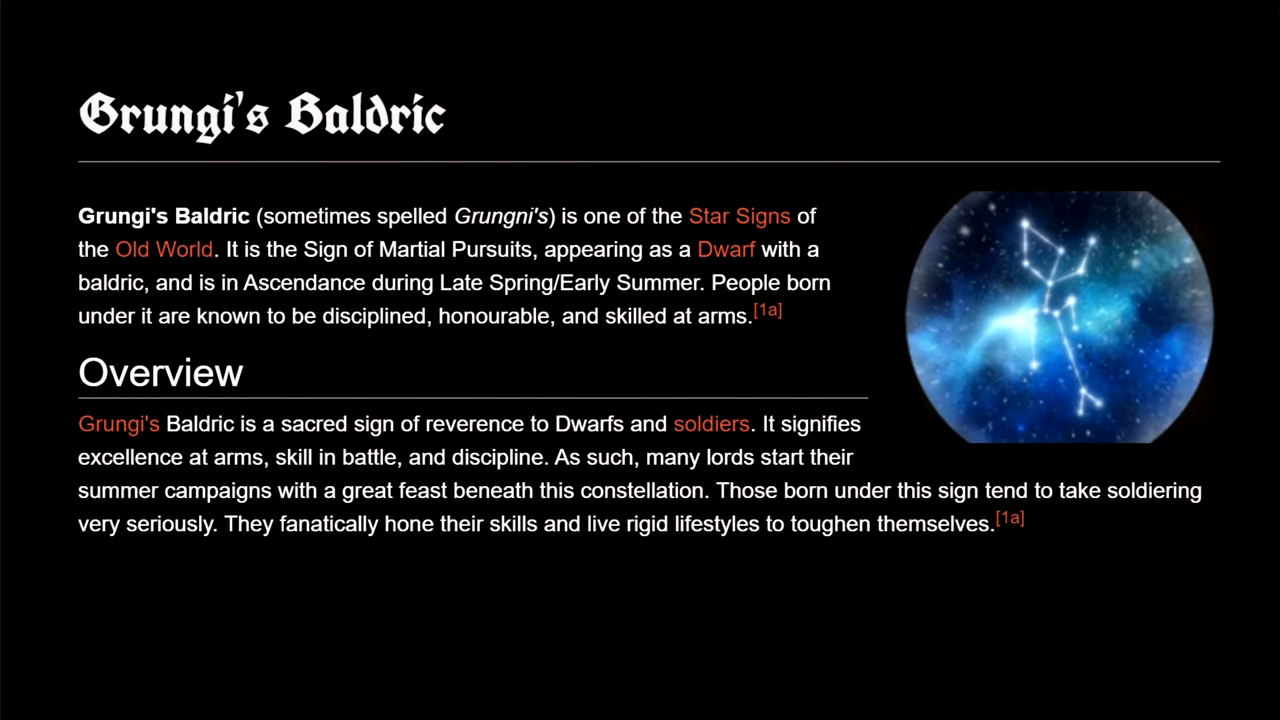 Grungi's Baldric
Grungi's Baldric (sometimes spelled Grungni's) is one of the Star Signs of
the Old World. It is the Sign of Martial Pursuits, appearing as a Dwarf with a
baldric, and is in Ascendance during Late Spring/Early Summer. People born
under it are known to be disciplined, honourable, and skilled at arms.[1a]
Overview
Grungi's Baldric is a sacred sign of reverence to Dwarfs and soldiers. It signifies
excellence at arms, skill in battle, and discipline. As such, many lords start their
summer campaigns with a great feast beneath this constellation. Those born under this sign tend to take soldiering
very seriously. They fanatically hone their skills and live rigid lifestyles to toughen themselves.[1a]